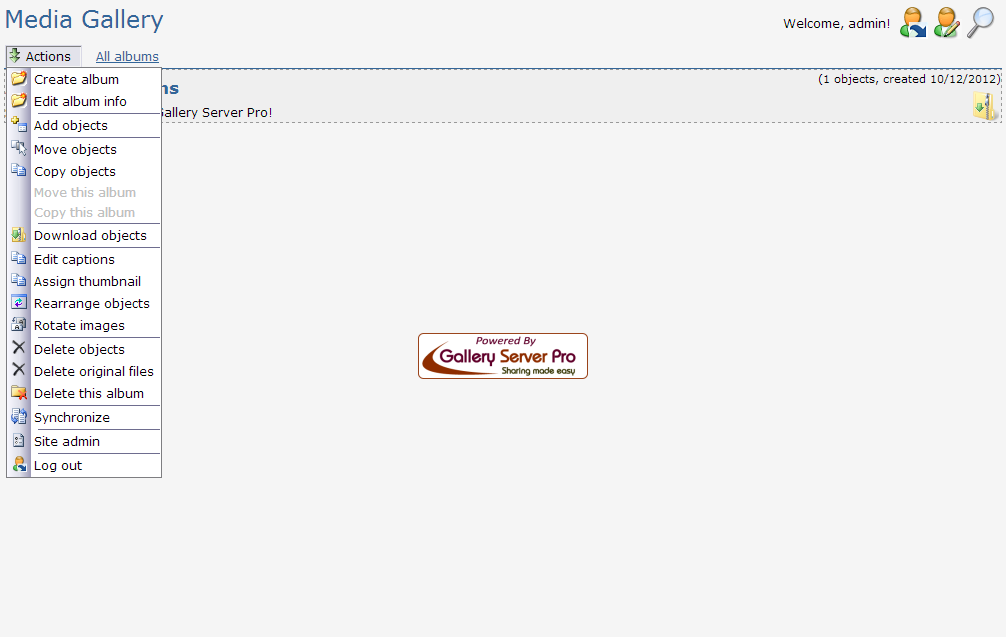 Media Gallery
Welcome, admin!
Actions
All albums
(1 objects, created 10/12/2012)
Gallery Server Pro!
Create album
Edit album info
Add objects
Move objects
Copy objects
Move this album
Copy this album
Download objects
Edit captions
Assign thumbnail
Rearrange objects
Rotate images
Delete objects
Delete original files
Delete this album
Synchronize
Site admin
Log out
Powered By
Gallery Server Pro
Sharing made easy